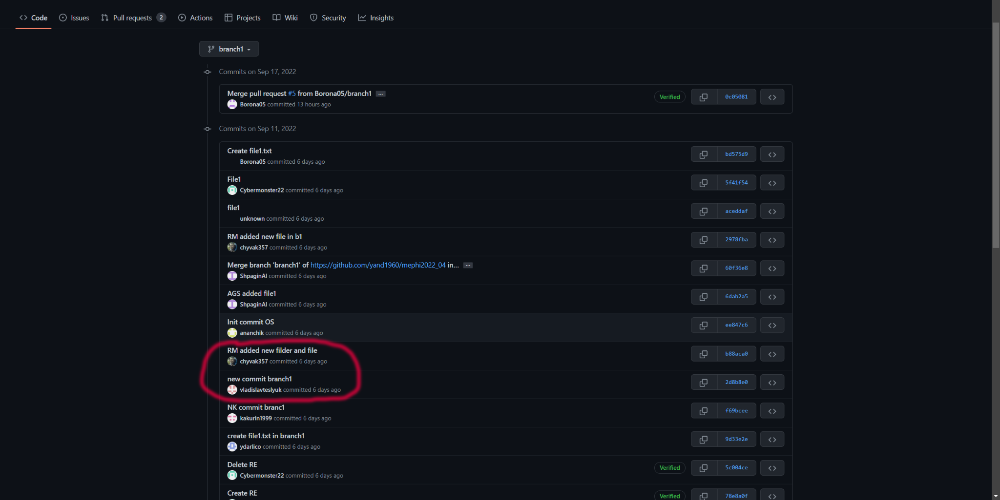 Code Issues Pull requests 2 Actions Projects Wiki Security Insights
branch1
Commits on Sep 17, 2022
Merge pull request #5 from Borona05/branch1 ...
Verified 0c05081
Borona05 committed 13 hours ago
Commits on Sep 11, 2022
Create file1.txt
bd575d9
Borona05 committed 6 days ago
File1
5f41f54
Cybermonster22 committed 6 days ago
file1
aceddaf
unknown committed 6 days ago
RM added new file in b1
2978fba
chyvak357 committed 6 days ago
Merge branch 'branch1' of https://github.com/yand1960/mephi2022_04 in... ...
60f36e8
ShpaginAl committed 6 days ago
AGS added file1
6dab2a5
ShpaginAl committed 6 days ago
Init commit OS
ee847c6
ananchik committed 6 days ago
RM added new filder and file
b88aca0
chyvak357 committed 6 days ago
new commit branch1
2d8b8e0
vladislavteslyuk committed 6 days ago
NK commit branc1
f69bcee
kakurin1999 committed 6 days ago
create file1.txt in branch1
9d33e2e
ydarlico committed 6 days ago
Delete RE
Verified 5c004ce
Cybermonster22 committed 6 days ago
Create RE
Verified 78e8a0f